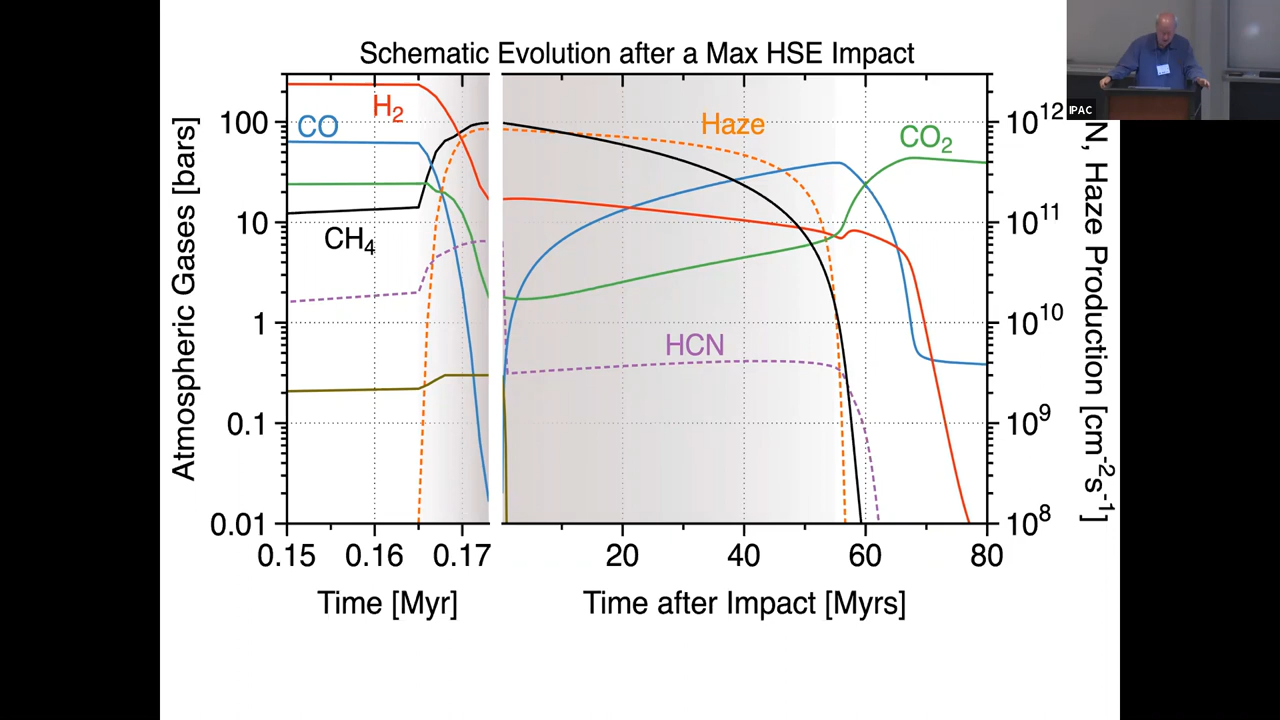 Schematic Evolution after a Max HSE Impact
IPAC
Atmospheric Gases [bars]
100
10
1
0.1
0.01
H2
CO
CH4
Haze
CO2
HCN
10^12
10^11
10^10
10^9
10^8
N, Haze Production [cm^-2 s^-1]
0.15 0.16 0.17 20 40 60 80
Time [Myr]
Time after Impact [Myrs]